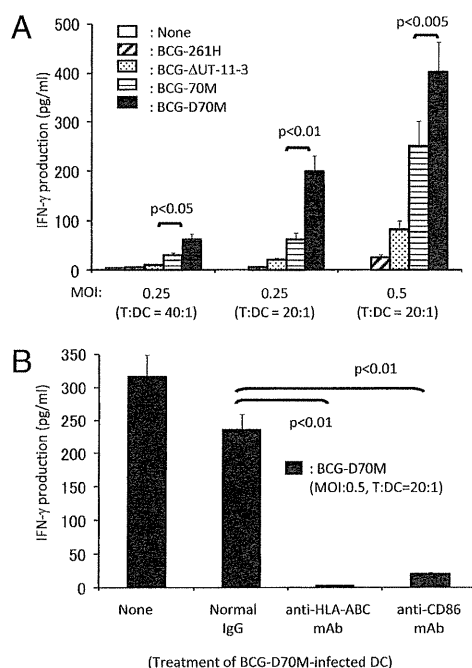 A
: None
: BCG-261H
: BCG-ΔUT-11-3
: BCG-70M
: BCG-D70M
p<0.005
p<0.01
p<0.05
IFN-γ production (pg/ml)
500
400
300
200
100
0
MOI: 0.25 0.25 0.5
(T:DC = 40:1) (T:DC = 20:1) (T:DC = 20:1)
B
IFN-γ production (pg/ml)
350
300
250
200
150
100
50
0
p<0.01
p<0.01
: BCG-D70M
(MOI:0.5, T:DC=20:1)
None Normal anti-HLA-ABC anti-CD86
IgG mAb mAb
(Treatment of BCG-D70M-infected DC)